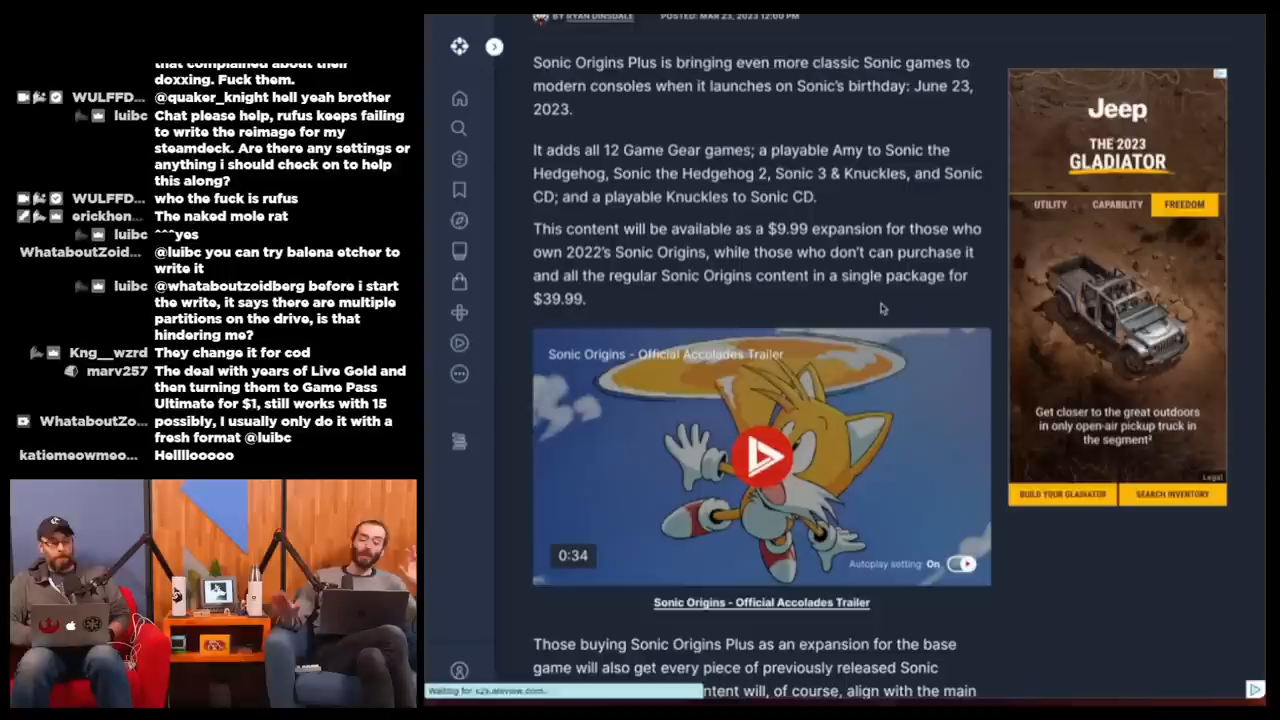 that complained about their
doxxing. Fuck them.
WULFFD... @quaker_knight hell yeah brother
luibc Chat please help, rufus keeps failing
to write the reimage for my
steamdeck. Are there any settings or
anything i should check on to help
this along?
WULFFD... who the fuck is rufus
erickhen... The naked mole rat
luibc ^^^yes
WhataboutZoid... @luibc you can try balena etcher to
write it
luibc @whataboutzoidberg before i start
the write, it says there are multiple
partitions on the drive, is that
hindering me?
Kng__wzrd They change it for cod
marv257 The deal with years of Live Gold and
then turning them to Game Pass
Ultimate for $1, still works with 15
WhataboutZo... possibly, I usually only do it with a
fresh format @luibc
katiemeowmeo... Hellllooooo
BY RYAN DINSDALE POSTED: MAR 23, 2023 12:00 PM
Sonic Origins Plus is bringing even more classic Sonic games to
modern consoles when it launches on Sonic's birthday: June 23,
2023.
It adds all 12 Game Gear games; a playable Amy to Sonic the
Hedgehog, Sonic the Hedgehog 2, Sonic 3 & Knuckles, and Sonic
CD; and a playable Knuckles to Sonic CD.
This content will be available as a $9.99 expansion for those who
own 2022's Sonic Origins, while those who don't can purchase it
and all the regular Sonic Origins content in a single package for
$39.99.
Sonic Origins - Official Accolades Trailer
0:34
Autoplay setting On
Sonic Origins - Official Accolades Trailer
Those buying Sonic Origins Plus as an expansion for the base
game will also get every piece of previously released Sonic
ntent will, of course, align with the main
Jeep
THE 2023
GLADIATOR
UTILITY CAPABILITY FREEDOM
Get closer to the great outdoors
in only open-air pickup truck in
the segment²
Legal
BUILD YOUR GLADIATOR SEARCH INVENTORY